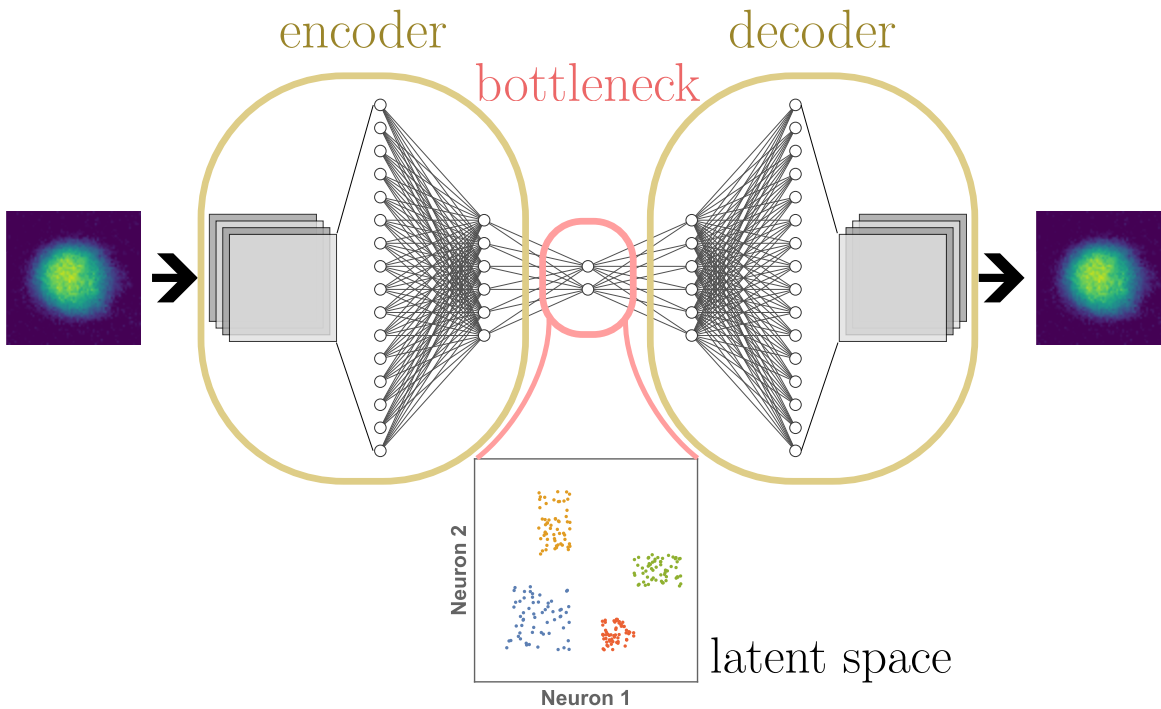 encoder
decoder
bottleneck
Neuron 2
Neuron 1
latent space